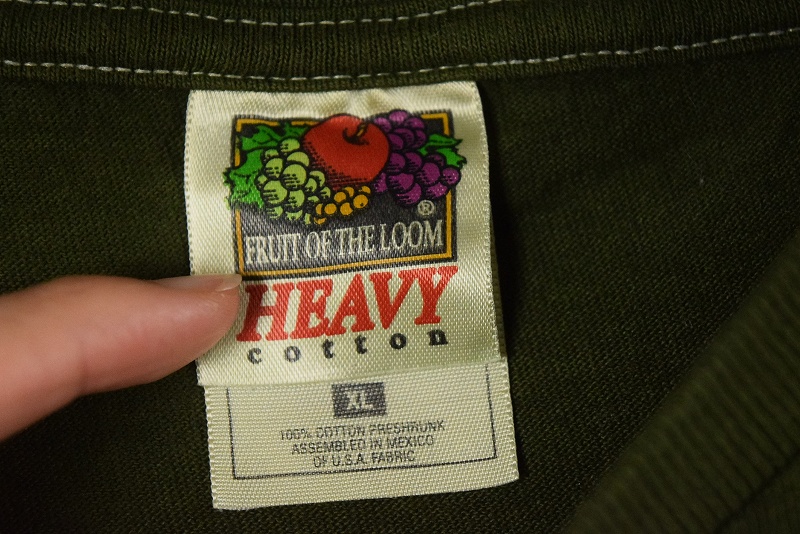 ®
FRUIT OF THE LOOM
HEAVY
cotton
XL
100% COTTON PRESHRUNK
ASSEMBLED IN MEXICO
OF U.S.A. FABRIC